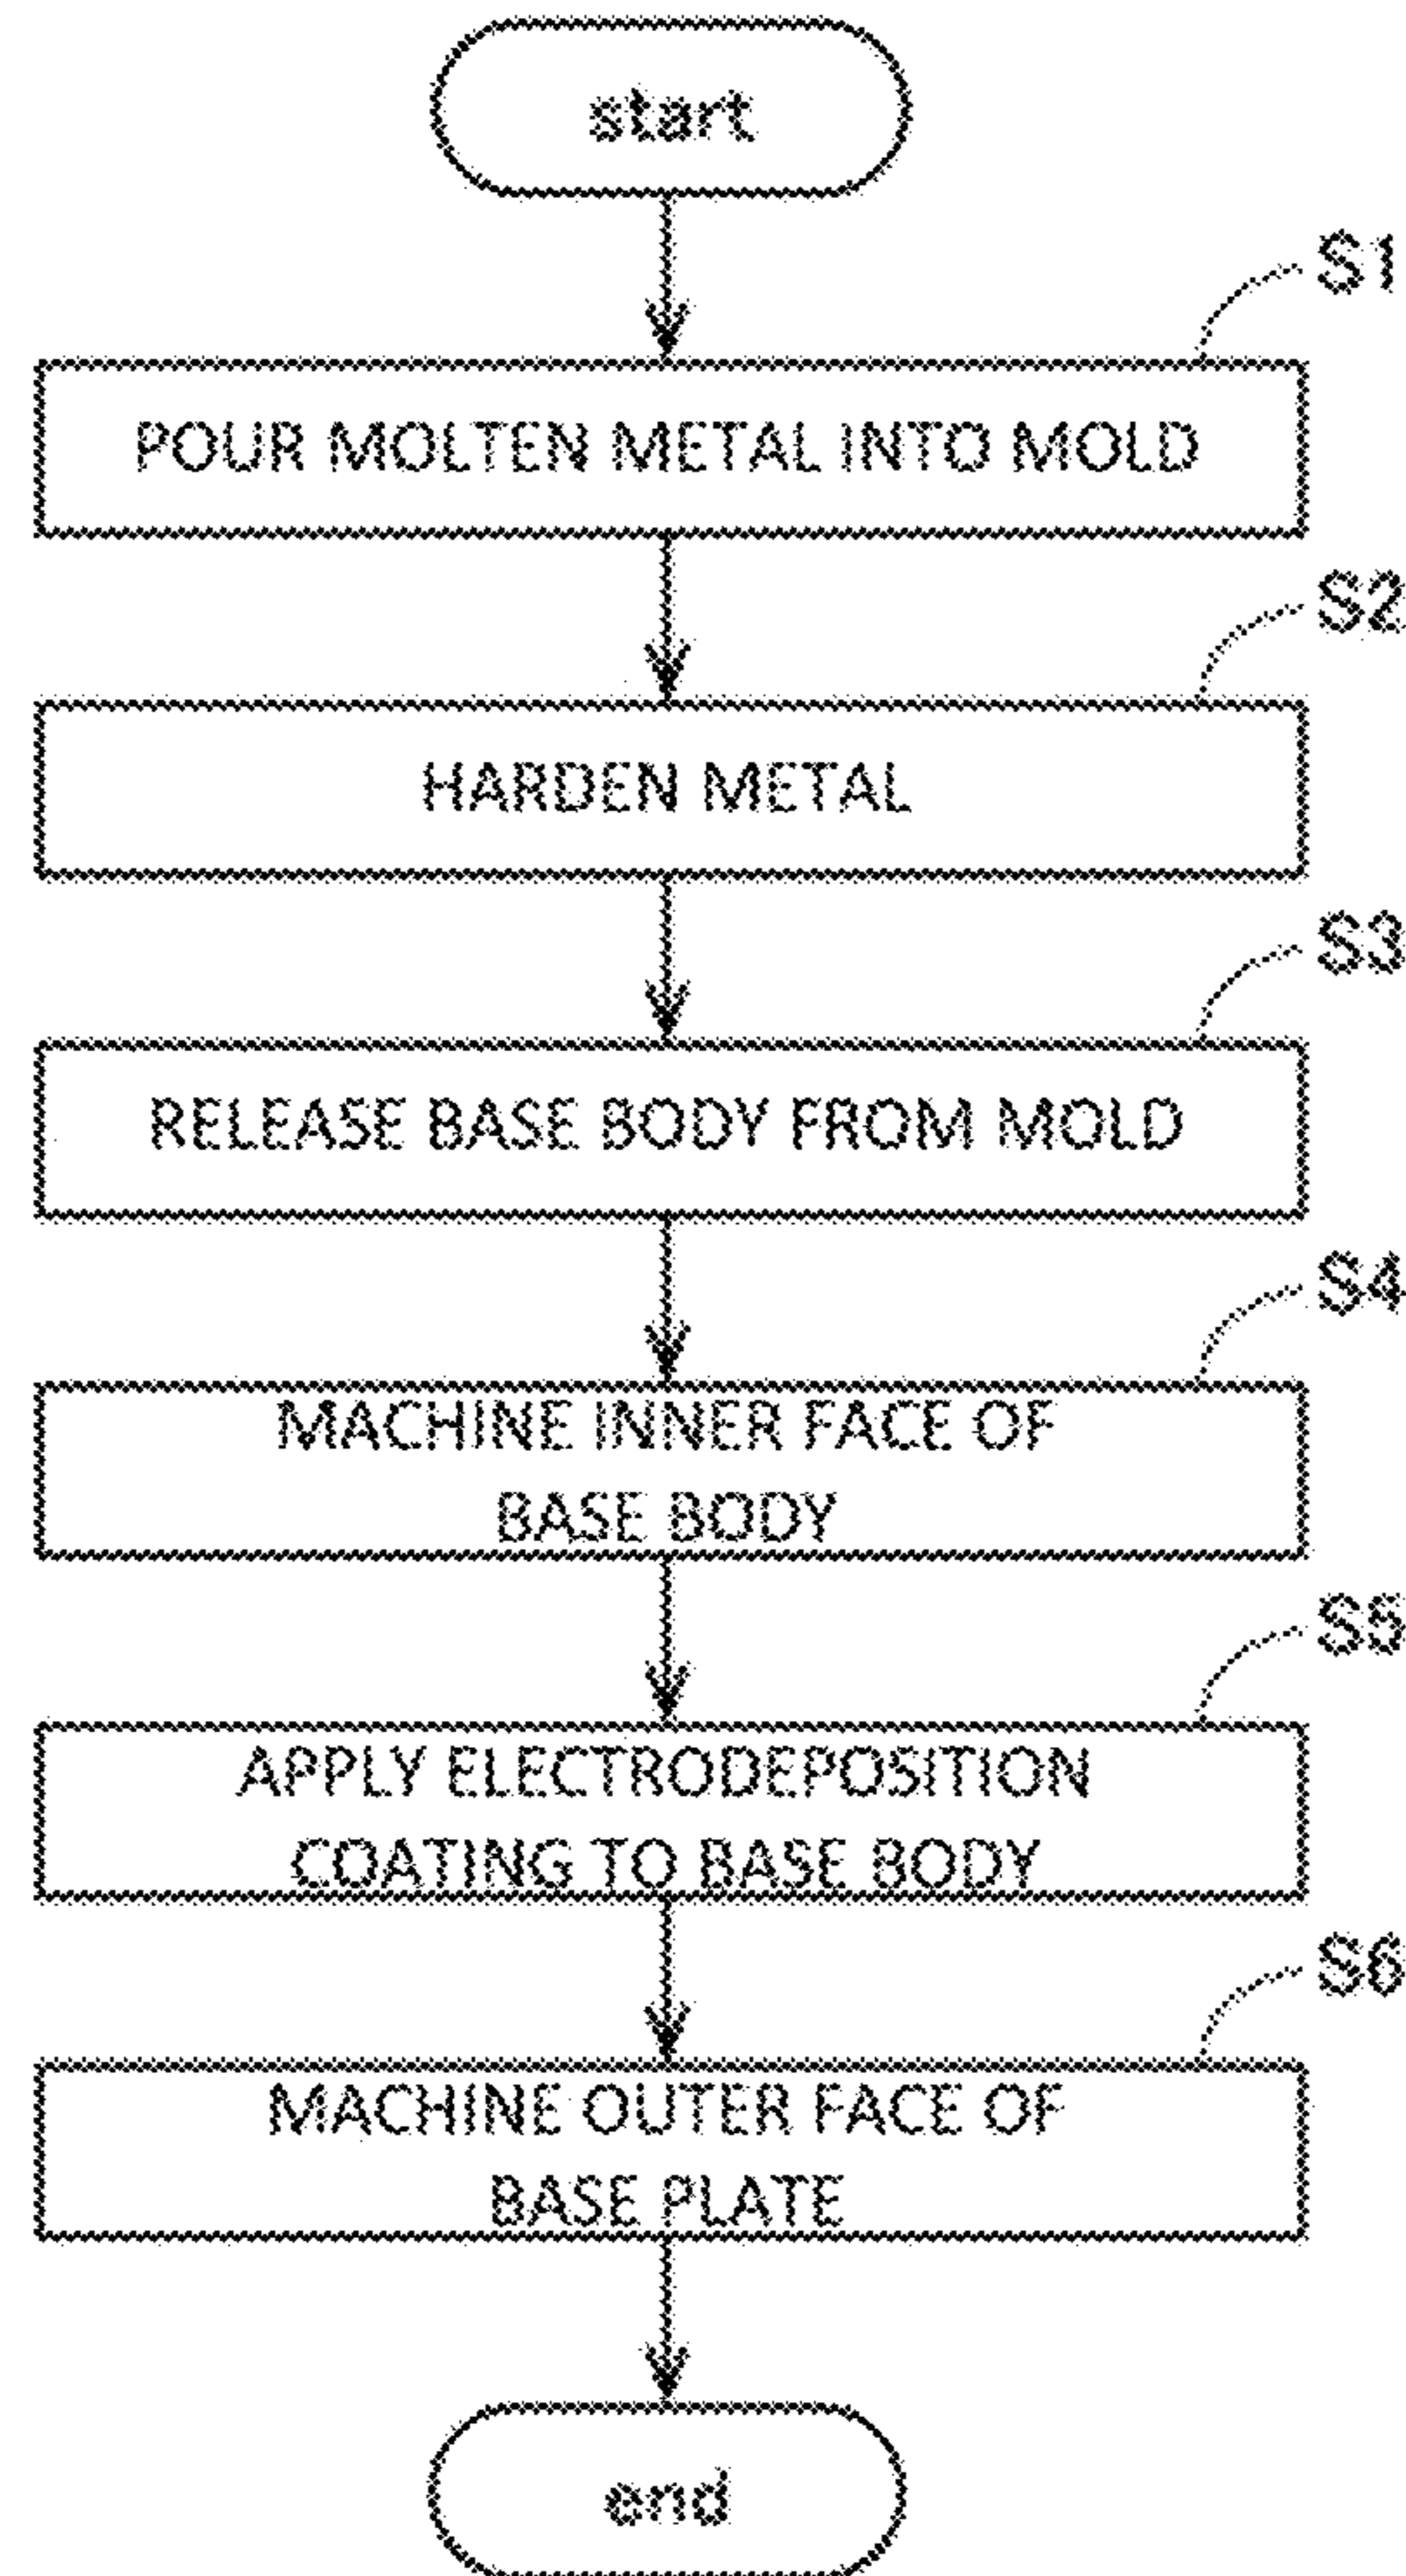 start
S1
POUR MOLTEN METAL INTO MOLD
S2
HARDEN METAL
S3
RELEASE BASE BODY FROM MOLD
S4
MACHINE INNER FACE OF
BASE BODY
S5
APPLY ELECTRODEPOSITION
COATING TO BASE BODY
S6
MACHINE OUTER FACE OF
BASE PLATE
end